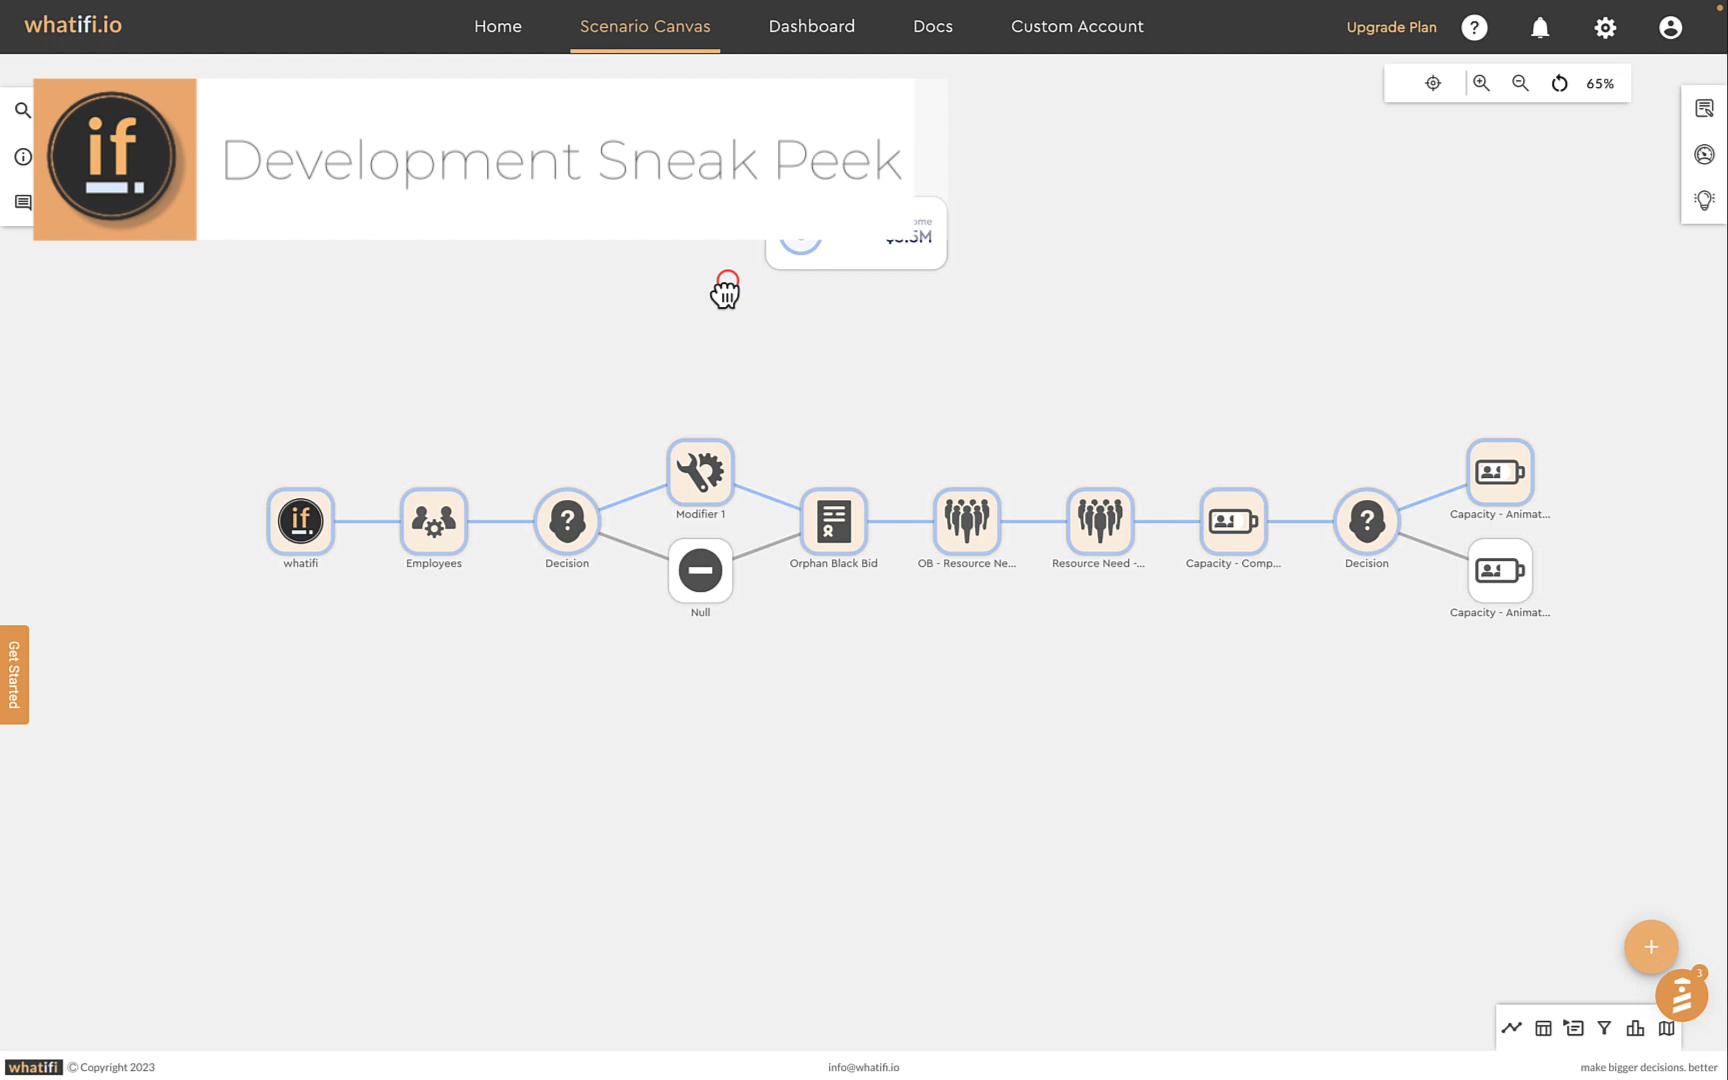 whatifi.io
Home
Scenario Canvas
Dashboard
Docs
Custom Account
Upgrade Plan
?
65%
if
Development Sneak Peek
Get Started
if
?
?
Modifier 1
Capacity - Animat...
whatifi
Employees
Decision
Orphan Black Bid
OB - Resource Ne...
Resource Need -...
Capacity - Comp...
Decision
Null
Capacity - Animat...
+
3
whatifi © Copyright 2023
info@whatifi.io
make bigger decisions. better